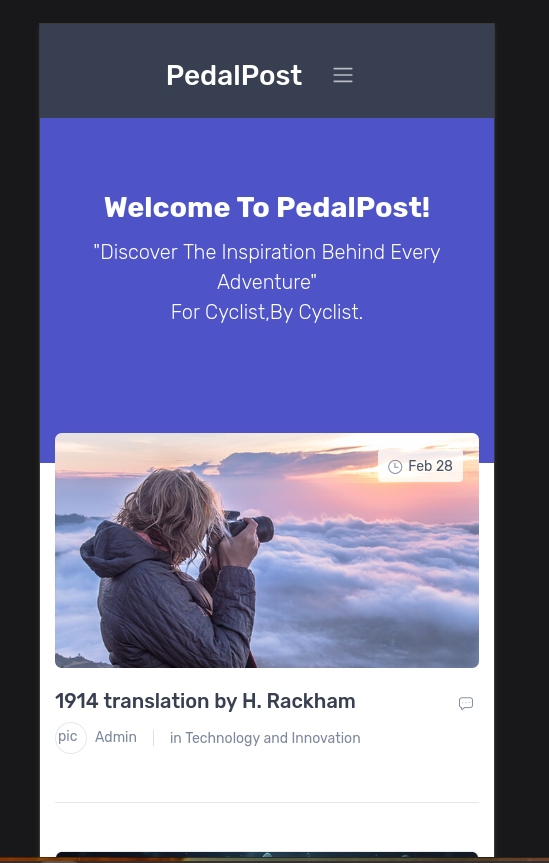 PedalPost
Welcome To PedalPost!
"Discover The Inspiration Behind Every
Adventure"
For Cyclist,By Cyclist.
Feb 28
1914 translation by H. Rackham
pic Admin in Technology and Innovation